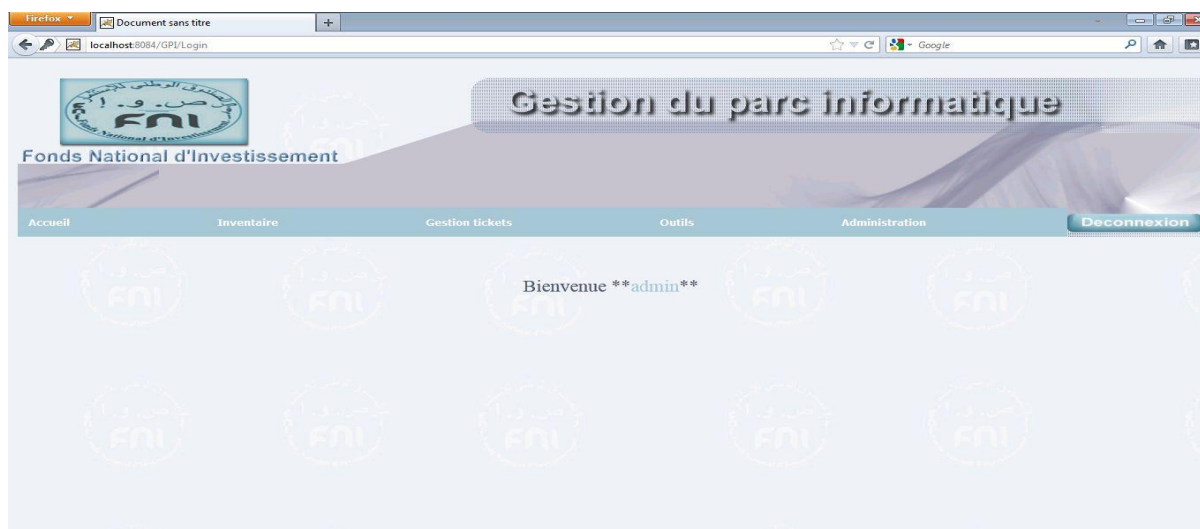 Firefox
Document sans titre
localhost:8084/GPI/Login
Google
ص. و. ا
FNI
Fonds National d'Investissement
Gestion du parc informatique
Accueil Inventaire Gestion tickets Outils Administration Deconnexion
Bienvenue **admin**